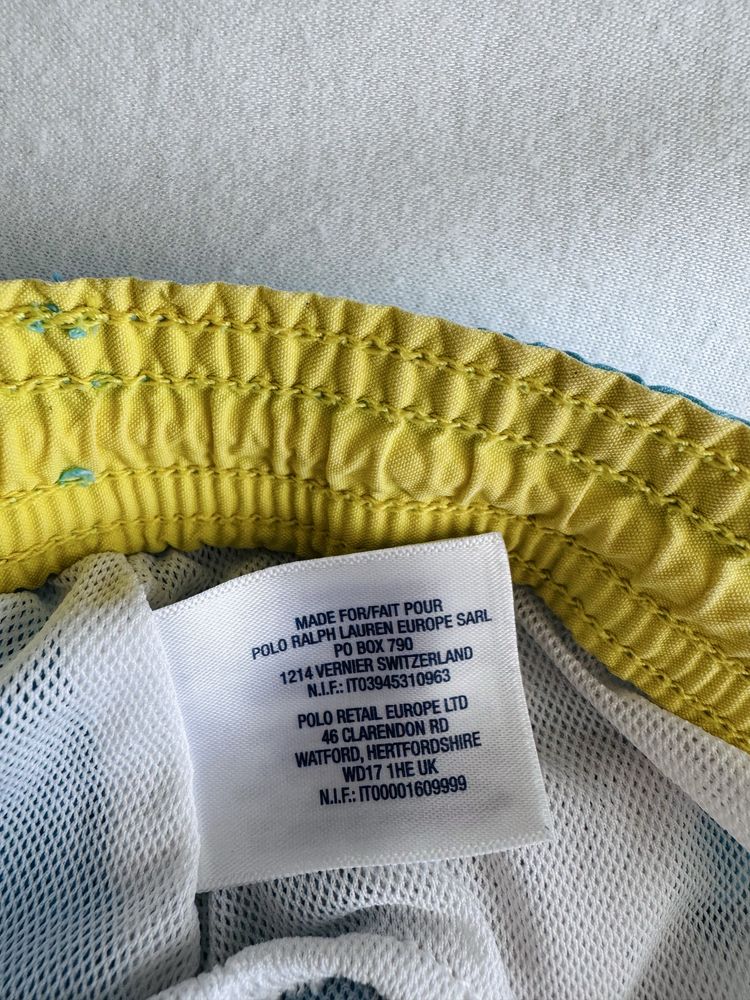 MADE FOR/FAIT POUR
POLO RALPH LAUREN EUROPE SARL
PO BOX 790
1214 VERNIER SWITZERLAND
N.I.F.: IT03945310963
POLO RETAIL EUROPE LTD
46 CLARENDON RD
WATFORD, HERTFORDSHIRE
WD17 1HE UK
N.I.F.: IT00001609999